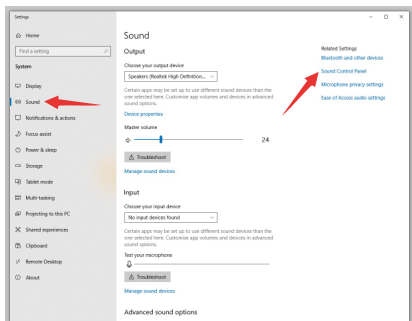 Settings
Home
Find a setting
System
Display
Sound
Notifications & actions
Focus assist
Power & sleep
Storage
Tablet mode
Multi-tasking
Projecting to this PC
Shared experiences
Clipboard
Remote Desktop
About
Sound
Output
Choose your output device
Speakers (Realtek High Definition...
Certain apps may be set up to use different sound devices than the
one selected here. Customise app volumes and devices in advanced
sound options.
Device properties
Master volume
24
Troubleshoot
Manage sound devices
Input
Choose your input device
No input devices found
Certain apps may be set up to use different sound devices than the
one selected here. Customise app volumes and devices in advanced
sound options.
Test your microphone
Troubleshoot
Manage sound devices
Advanced sound options
Related Settings
Bluetooth and other devices
Sound Control Panel
Microphone privacy settings
Ease of Access audio settings